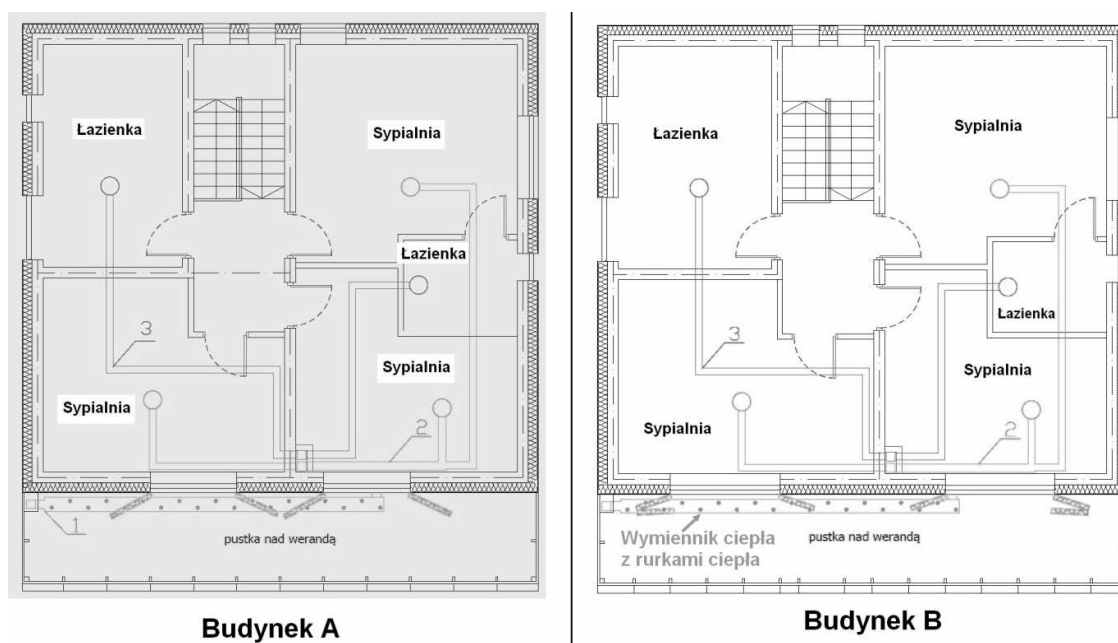 Łazienka
Sypialnia
Łazienka
3
Sypialnia
Sypialnia
2
1
pustka nad werandą
Budynek A
Łazienka
Sypialnia
Łazienka
3
Sypialnia
Sypialnia
2
Wymiennik ciepła
z rurkami ciepła
pustka nad werandą
Budynek B